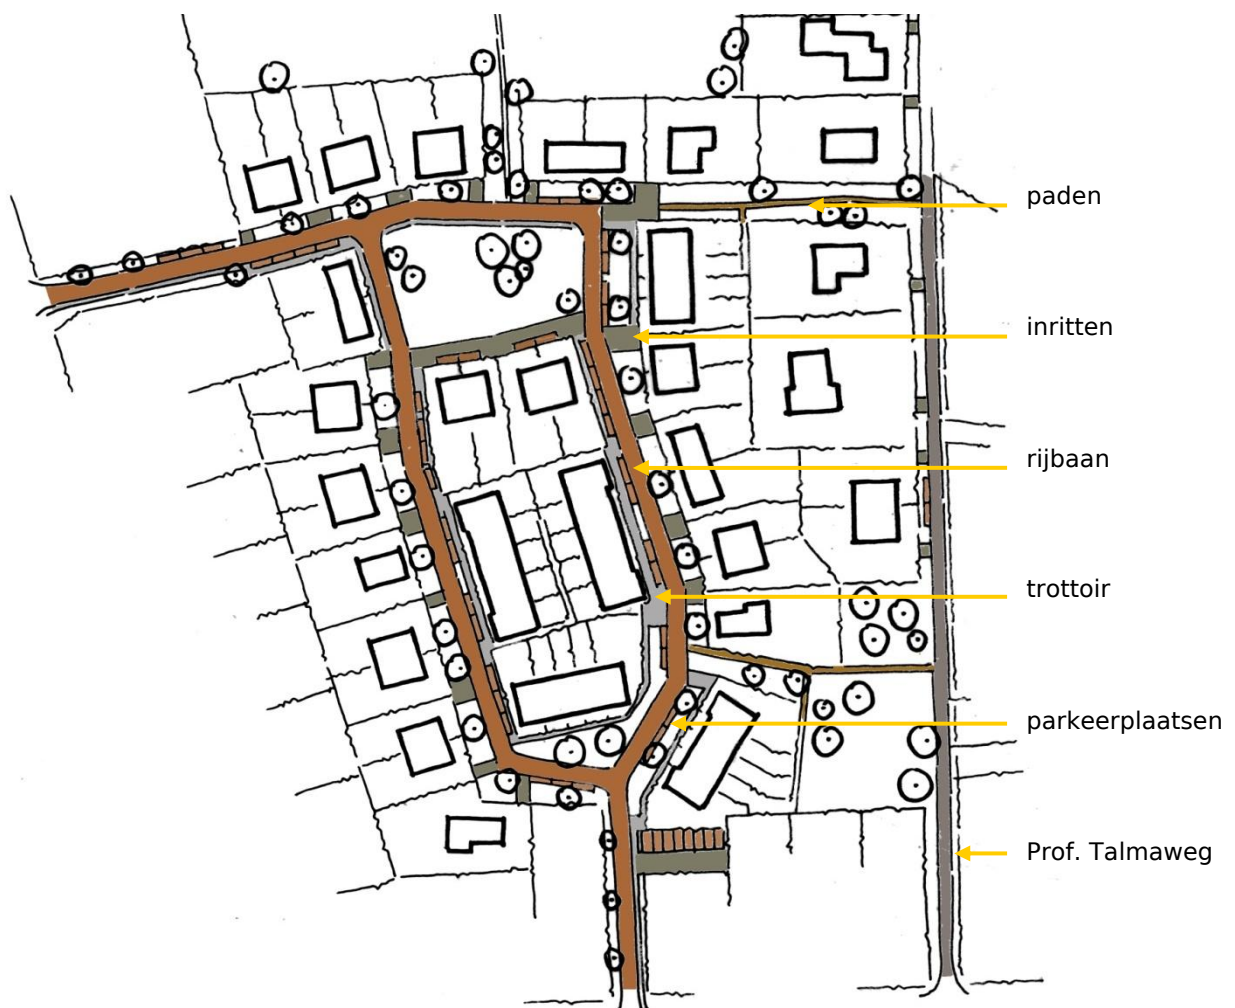 paden
inritten
rijbaan
trottoir
parkeerplaatsen
Prof. Talmaweg